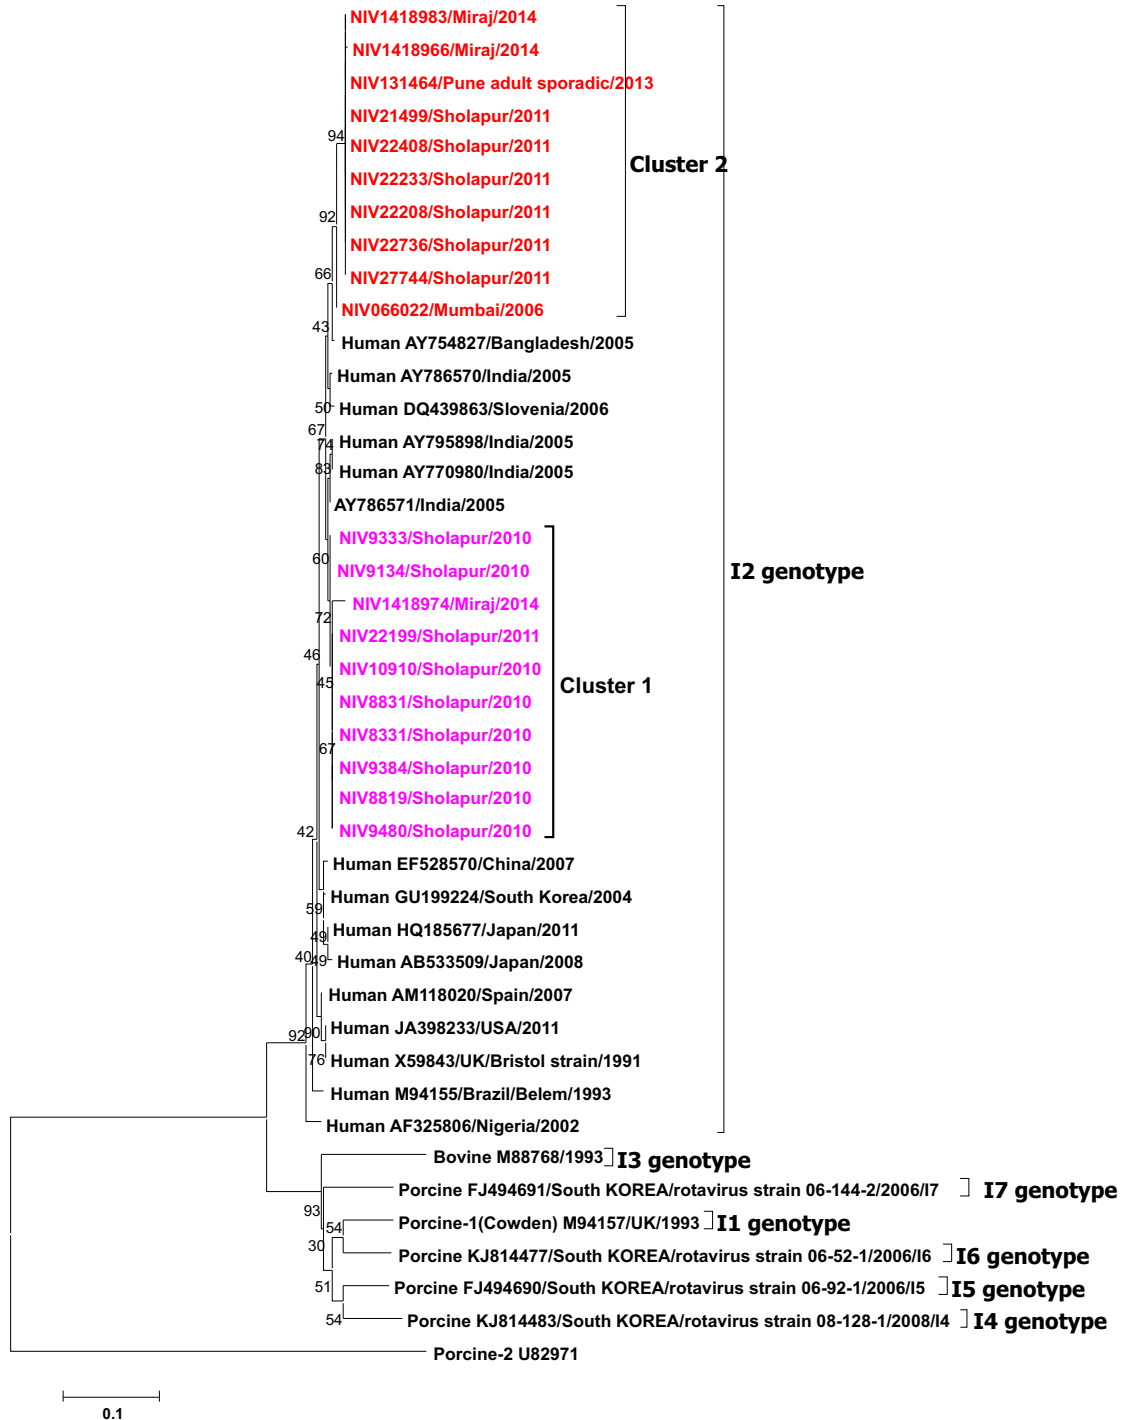 NIV1418983/Miraj/2014
NIV1418966/Miraj/2014
NIV131464/Pune adult sporadic/2013
NIV21499/Sholapur/2011
94
NIV22408/Sholapur/2011
Cluster 2
NIV22233/Sholapur/2011
NIV22208/Sholapur/2011
92
NIV22736/Sholapur/2011
66
NIV27744/Sholapur/2011
NIV066022/Mumbai/2006
43
Human AY754827/Bangladesh/2005
Human AY786570/India/2005
50
Human DQ439863/Slovenia/2006
67
74
Human AY795898/India/2005
83
Human AY770980/India/2005
AY786571/India/2005
NIV9333/Sholapur/2010
60
NIV9134/Sholapur/2010
I2 genotype
NIV1418974/Miraj/2014
72
NIV22199/Sholapur/2011
46
NIV10910/Sholapur/2010
45
Cluster 1
NIV8831/Sholapur/2010
NIV8331/Sholapur/2010
67
NIV9384/Sholapur/2010
NIV8819/Sholapur/2010
42
NIV9480/Sholapur/2010
Human EF528570/China/2007
Human GU199224/South Korea/2004
59
Human HQ185677/Japan/2011
49
40
49
Human AB533509/Japan/2008
Human AM118020/Spain/2007
92
90
Human JA398233/USA/2011
76
Human X59843/UK/Bristol strain/1991
Human M94155/Brazil/Belem/1993
Human AF325806/Nigeria/2002
Bovine M88768/1993
I3 genotype
Porcine FJ494691/South KOREA/rotavirus strain 06-144-2/2006/I7
I7 genotype
93
54
Porcine-1(Cowden) M94157/UK/1993
I1 genotype
30
Porcine KJ814477/South KOREA/rotavirus strain 06-52-1/2006/I6
I6 genotype
51
Porcine FJ494690/South KOREA/rotavirus strain 06-92-1/2006/I5
I5 genotype
54
Porcine KJ814483/South KOREA/rotavirus strain 08-128-1/2008/I4
I4 genotype
Porcine-2 U82971
0.1